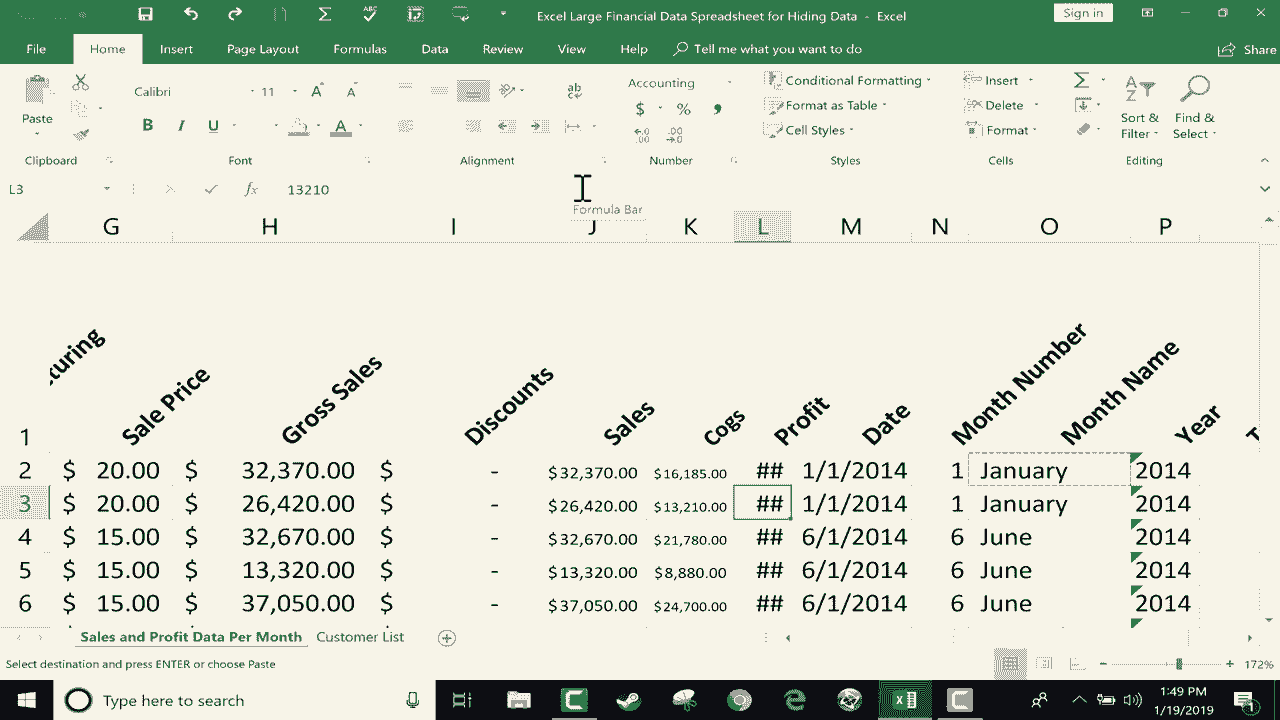 Excel Large Financial Data Spreadsheet for Hiding Data - Excel
Sign in
File Home Insert Page Layout Formulas Data Review View Help Tell me what you want to do Share
Paste
Calibri 11
B I U A
Accounting
$ % ,
Conditional Formatting
Format as Table
Cell Styles
Insert
Delete
Format
Sort & Filter
Find & Select
Clipboard Font Alignment Number Styles Cells Editing
L3 fx 13210
Formula Bar
G H I J K L M N O P
1 turing Sale Price Gross Sales Discounts Sales Cogs Profit Date Month Number Month Name Year T
2 $ 20.00 $ 32,370.00 $ - $32,370.00 $16,185.00 ## 1/1/2014 1 January 2014
3 $ 20.00 $ 26,420.00 $ - $26,420.00 $13,210.00 ## 1/1/2014 1 January 2014
4 $ 15.00 $ 32,670.00 $ - $32,670.00 $21,780.00 ## 6/1/2014 6 June 2014
5 $ 15.00 $ 13,320.00 $ - $13,320.00 $8,880.00 ## 6/1/2014 6 June 2014
6 $ 15.00 $ 37,050.00 $ - $37,050.00 $24,700.00 ## 6/1/2014 6 June 2014
Sales and Profit Data Per Month Customer List
Select destination and press ENTER or choose Paste 172%
Type here to search
1:49 PM
1/19/2019